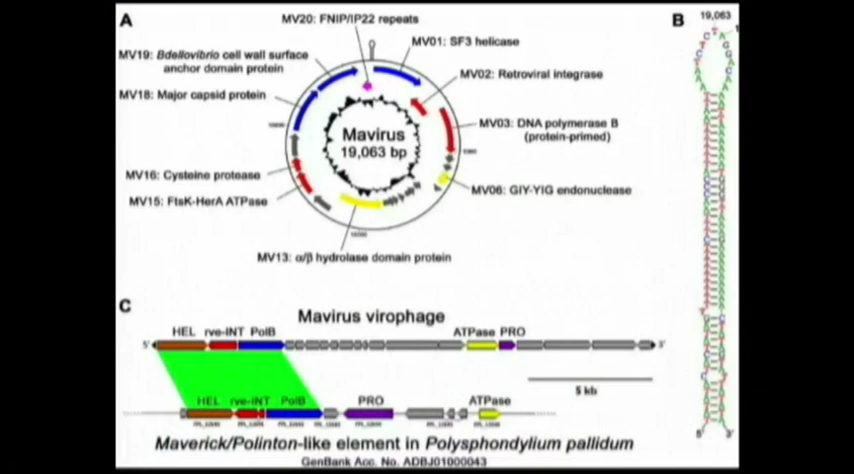 A
MV20: FNIP/IP22 repeats
B
19,063
1
MV01: SF3 helicase
MV19: Bdellovibrio cell wall surface
anchor domain protein
MV02: Retroviral integrase
MV18: Major capsid protein
MV03: DNA polymerase B
(protein-primed)
Mavirus
19,063 bp
MV16: Cysteine protease
MV06: GIY-YIG endonuclease
MV15: FtsK-HerA ATPase
MV13: α/β hydrolase domain protein
C
Mavirus virophage
HEL rve-INT PolB ATPase PRO
5' 3'
5 kb
HEL rve-INT PolB PRO ATPase
5' 3'
Maverick/Polinton-like element in Polysphondylium pallidum
GenBank Acc. No. ADBJ01000043